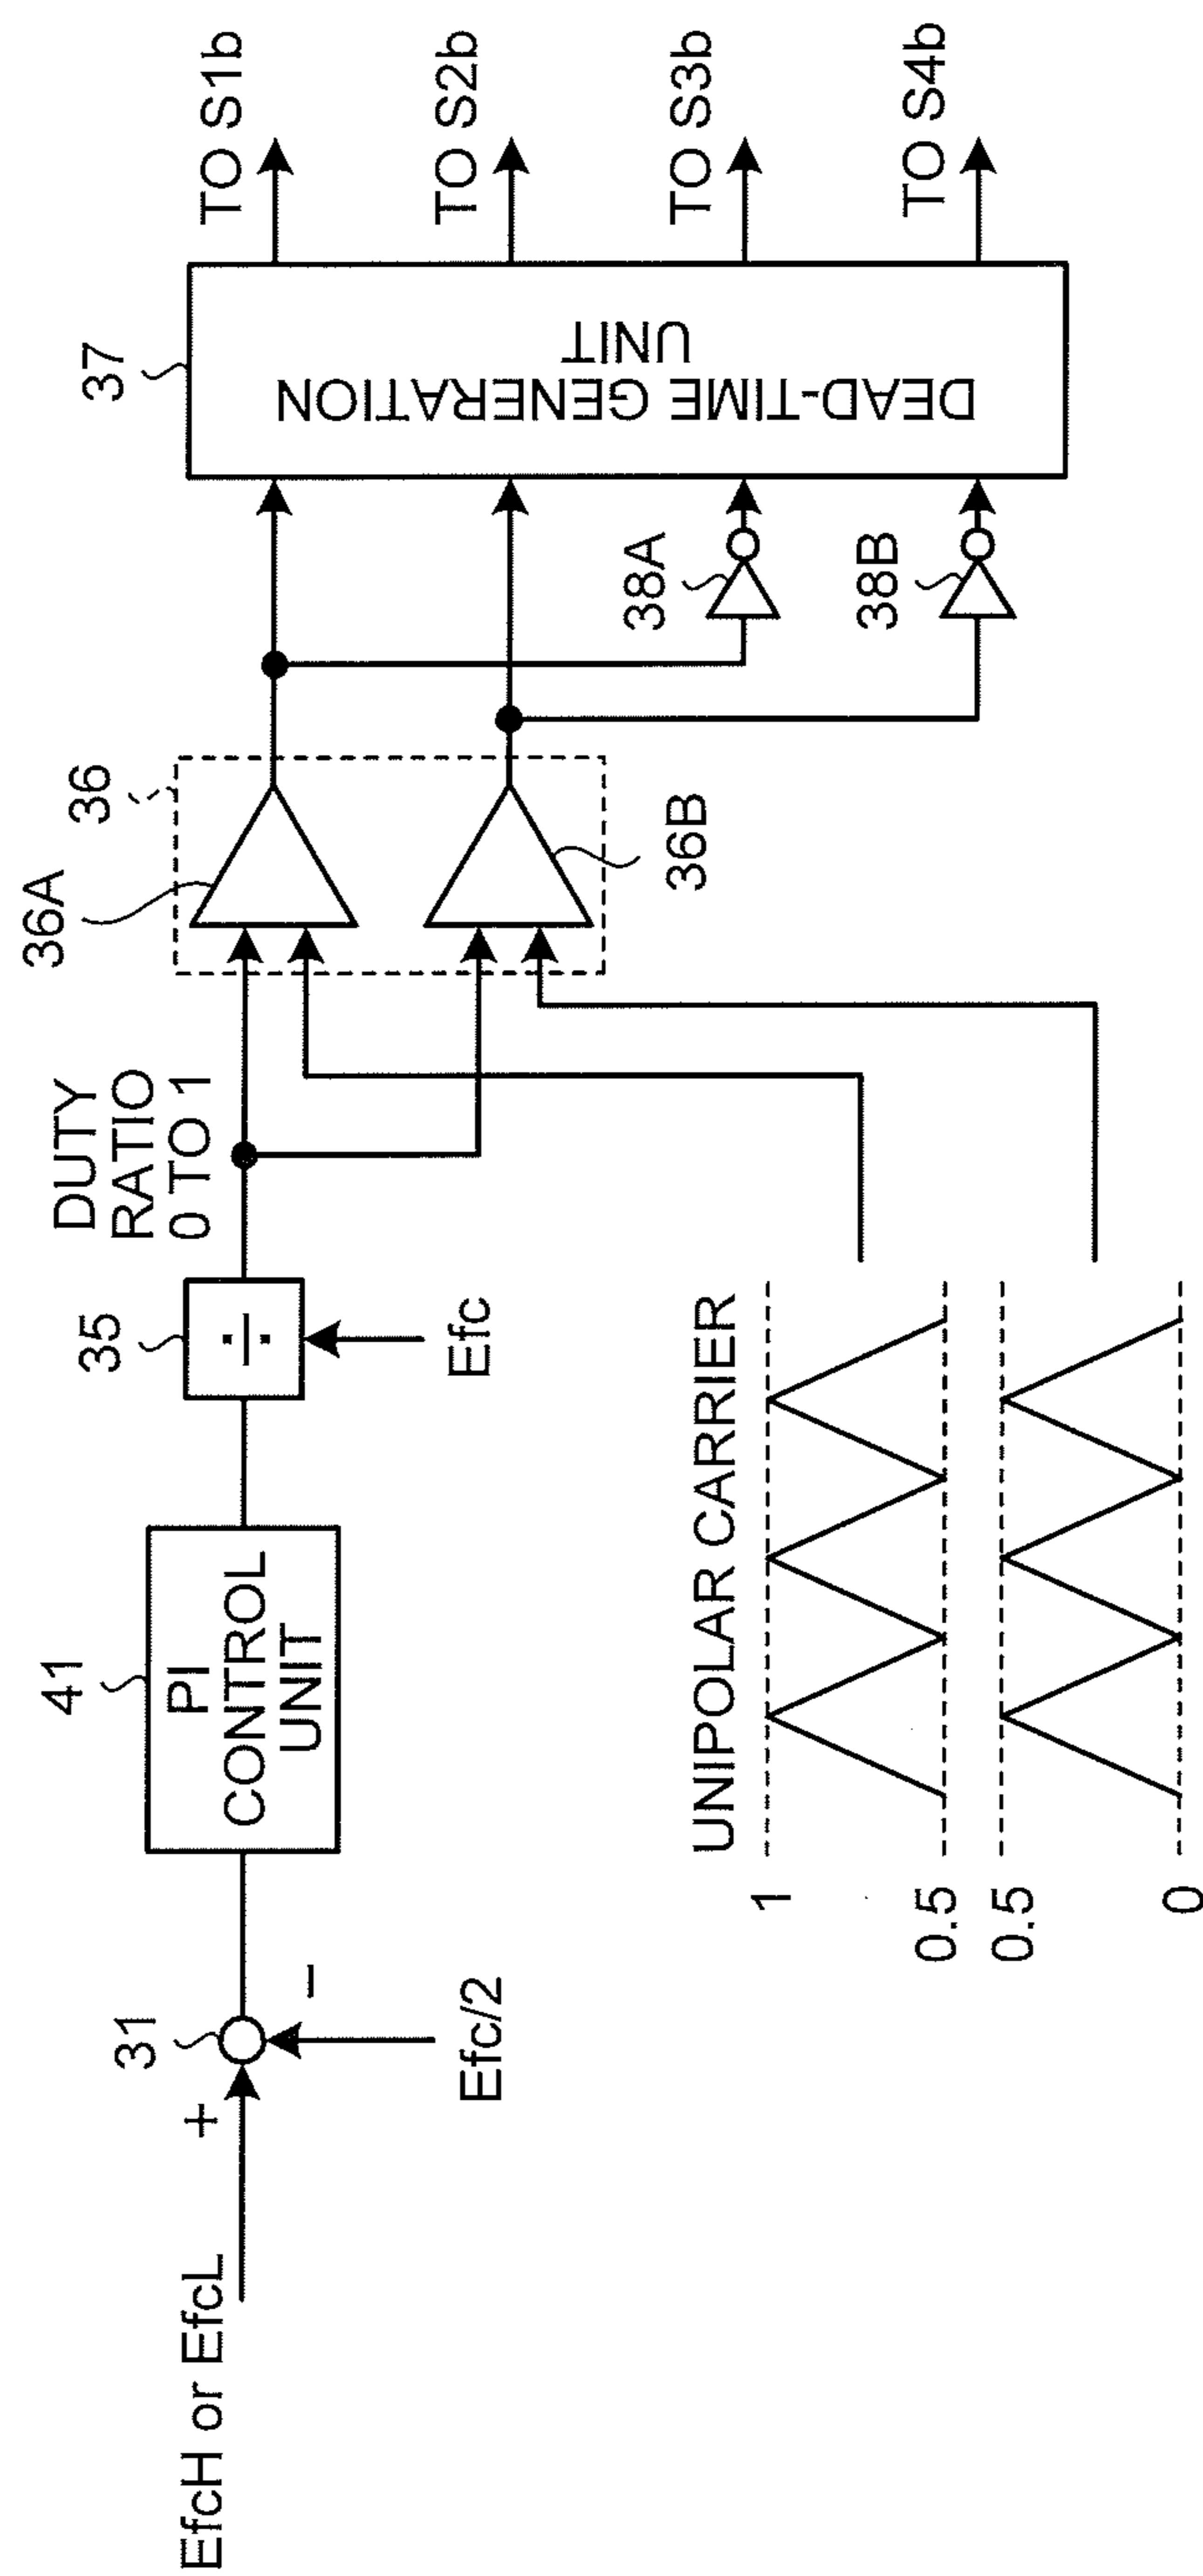 EfcH or EfcL
+
−
31
Efc/2
41
PI
CONTROL
UNIT
35
÷
Efc
DUTY
RATIO
0 TO 1
36A
36
36B
38A
38B
37
DEAD-TIME GENERATION
UNIT
TO S1b
TO S2b
TO S3b
TO S4b
UNIPOLAR CARRIER
1
0.5
0.5
0